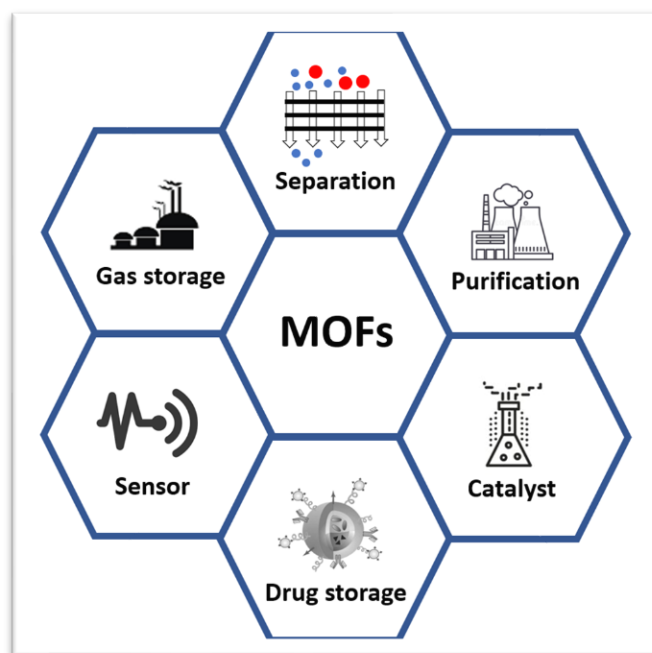 Separation
Gas storage
Purification
MOFs
Sensor
Catalyst
Drug storage